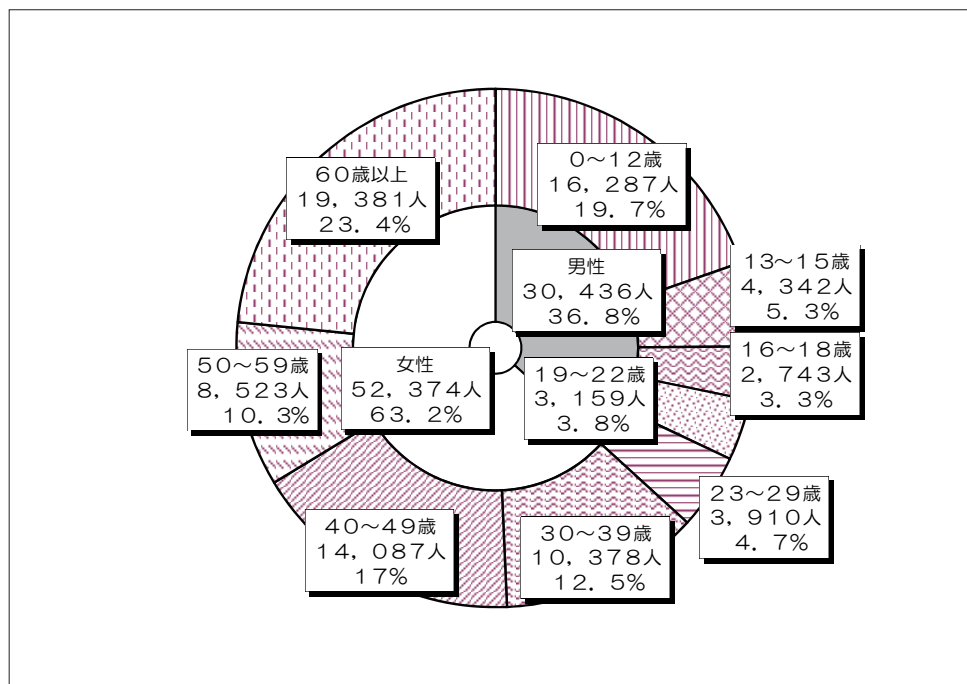 60歳以上
19，381人
23．4%
0～12歳
16，287人
19．7%
男性
30，436人
36．8%
13～15歳
4，342人
5．3%
16～18歳
2，743人
3．3%
19～22歳
3，159人
3．8%
女性
52，374人
63．2%
50～59歳
8，523人
10．3%
23～29歳
3，910人
4．7%
40～49歳
14，087人
17%
30～39歳
10，378人
12．5%